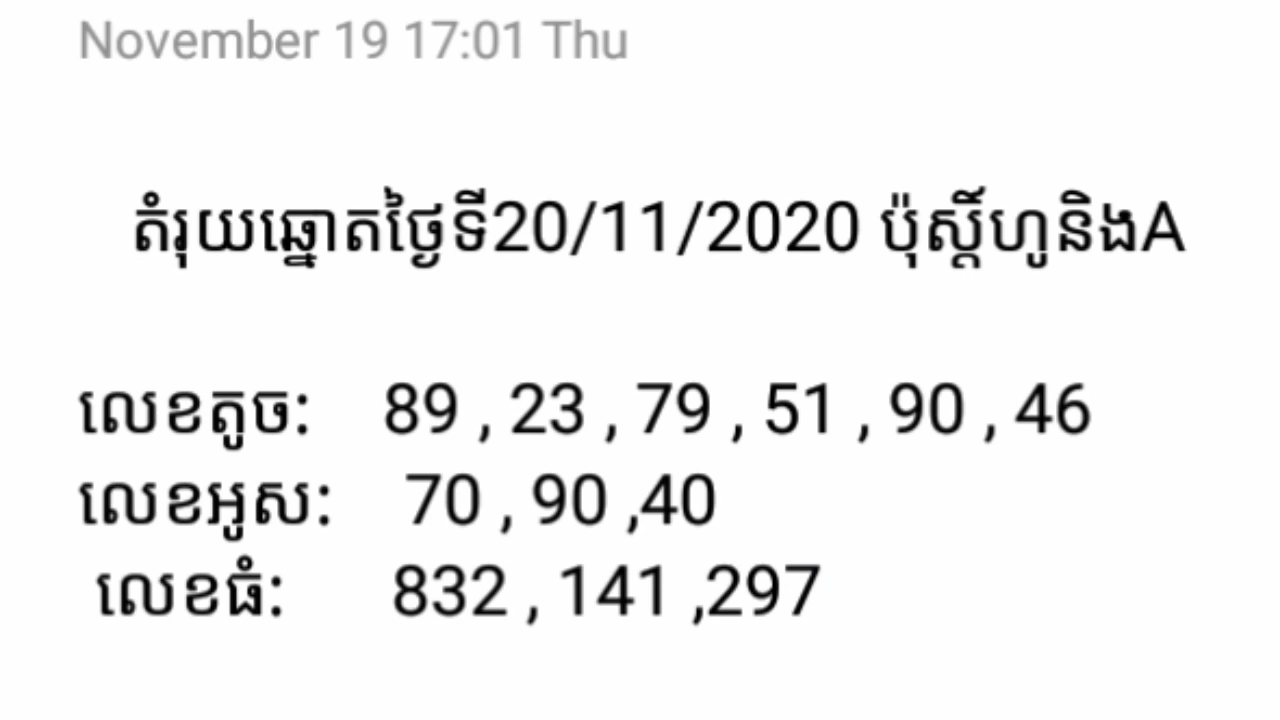 November 19 17:01 Thu
តំរុយឆ្នោតថ្ងៃទី20/11/2020 ប៉ុស្តិ៍ហូនិងA
លេខតូច: 89 , 23 , 79 , 51 , 90 , 46
លេខអូស: 70 , 90 ,40
លេខធំ: 832 , 141 ,297